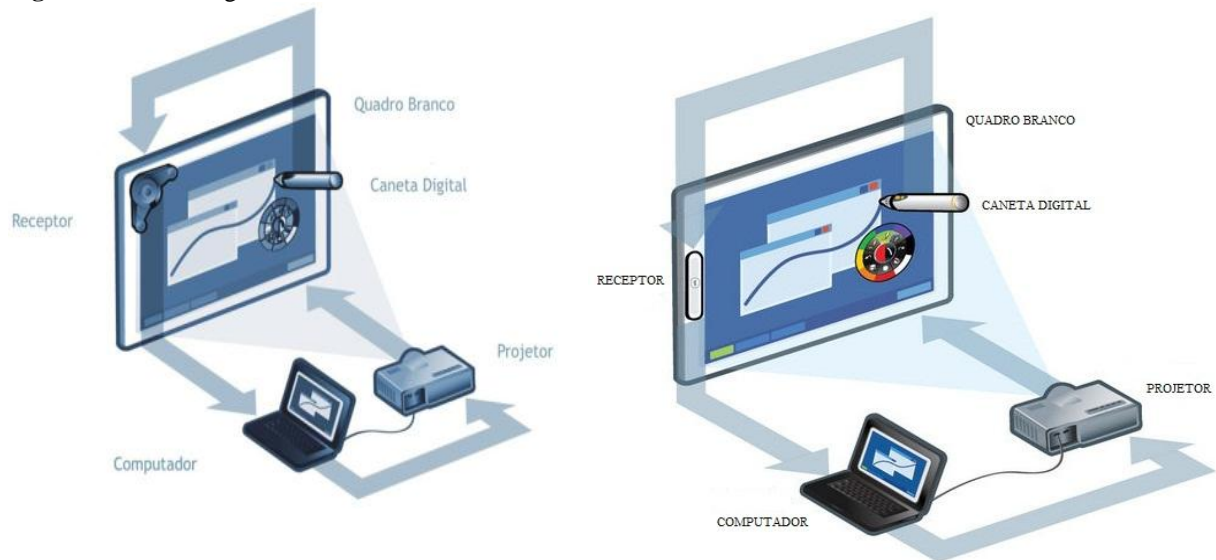 Quadro Branco
Caneta Digital
Receptor
Projetor
Computador
QUADRO BRANCO
CANETA DIGITAL
RECEPTOR
PROJETOR
COMPUTADOR